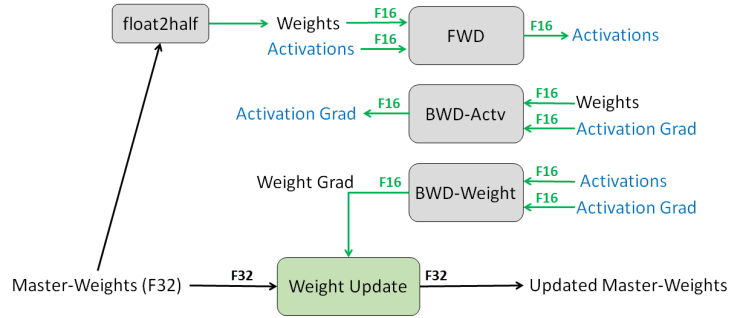 float2half
Weights
F16
Activations
F16
FWD
F16
Activations
Activation Grad
F16
BWD-Actv
F16
Weights
F16
Activation Grad
Weight Grad
F16
BWD-Weight
F16
Activations
F16
Activation Grad
Master-Weights (F32)
F32
Weight Update
F32
Updated Master-Weights